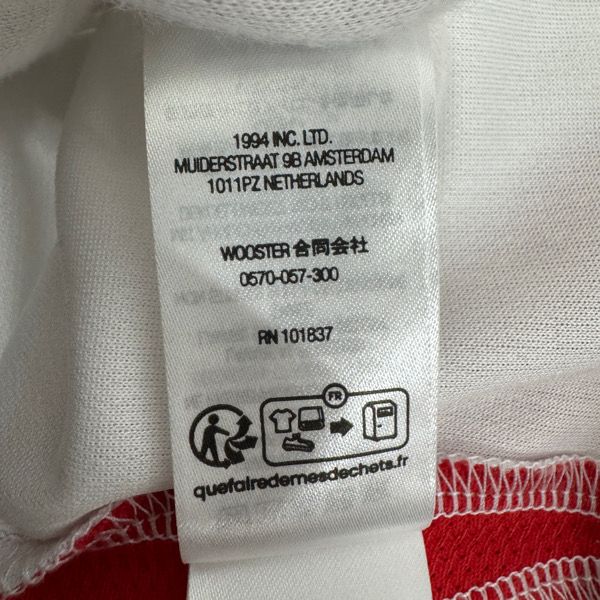 1994 INC. LTD.
MUIDERSTRAAT 9B AMSTERDAM
1011PZ NETHERLANDS
WOOSTER 合同会社
0570-057-300
RN 101837
FR
quefairedemesdechets.fr